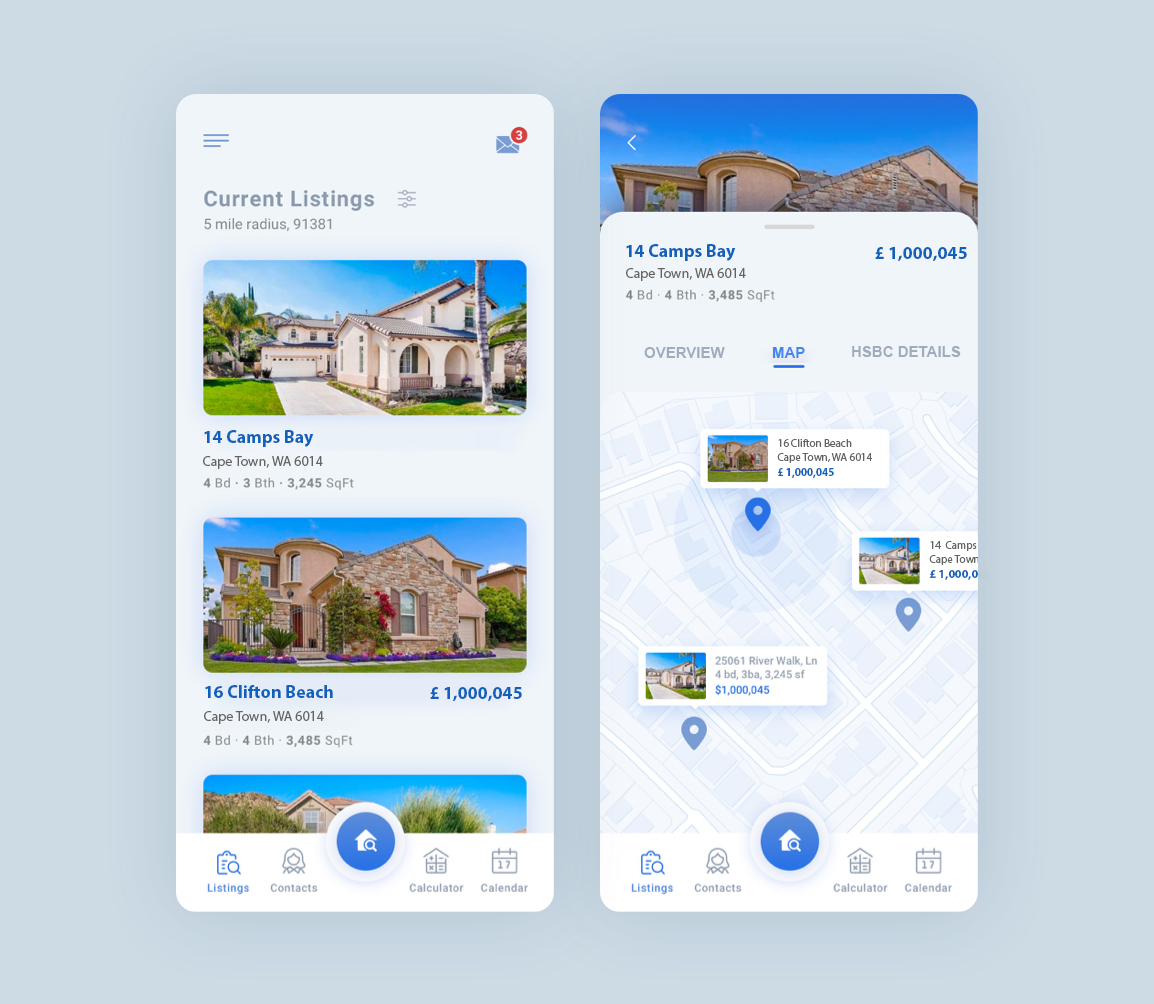 3
Current Listings
5 mile radius, 91381
14 Camps Bay
Cape Town, WA 6014
4 Bd · 3 Bth · 3,245 SqFt
16 Clifton Beach £ 1,000,045
Cape Town, WA 6014
4 Bd · 4 Bth · 3,485 SqFt
17
Listings Contacts Calculator Calendar
14 Camps Bay £ 1,000,045
Cape Town, WA 6014
4 Bd · 4 Bth · 3,485 SqFt
OVERVIEW MAP HSBC DETAILS
16 Clifton Beach
Cape Town, WA 6014
£ 1,000,045
14 Camps
Cape Town
£ 1,000,0
25061 River Walk, Ln
4 bd, 3ba, 3,245 sf
$1,000,045
17
Listings Contacts Calculator Calendar